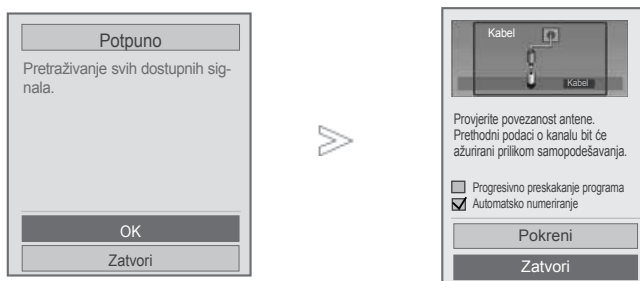 Potpuno
Pretraživanje svih dostupnih sig-
nala.
OK
Zatvori
Kabel
Kabel
Provjerite povezanost antene.
Prethodni podaci o kanalu bit će
ažurirani prilikom samopodešavanja.
Progresivno preskakanje programa
Automatsko numeriranje
Pokreni
Zatvori